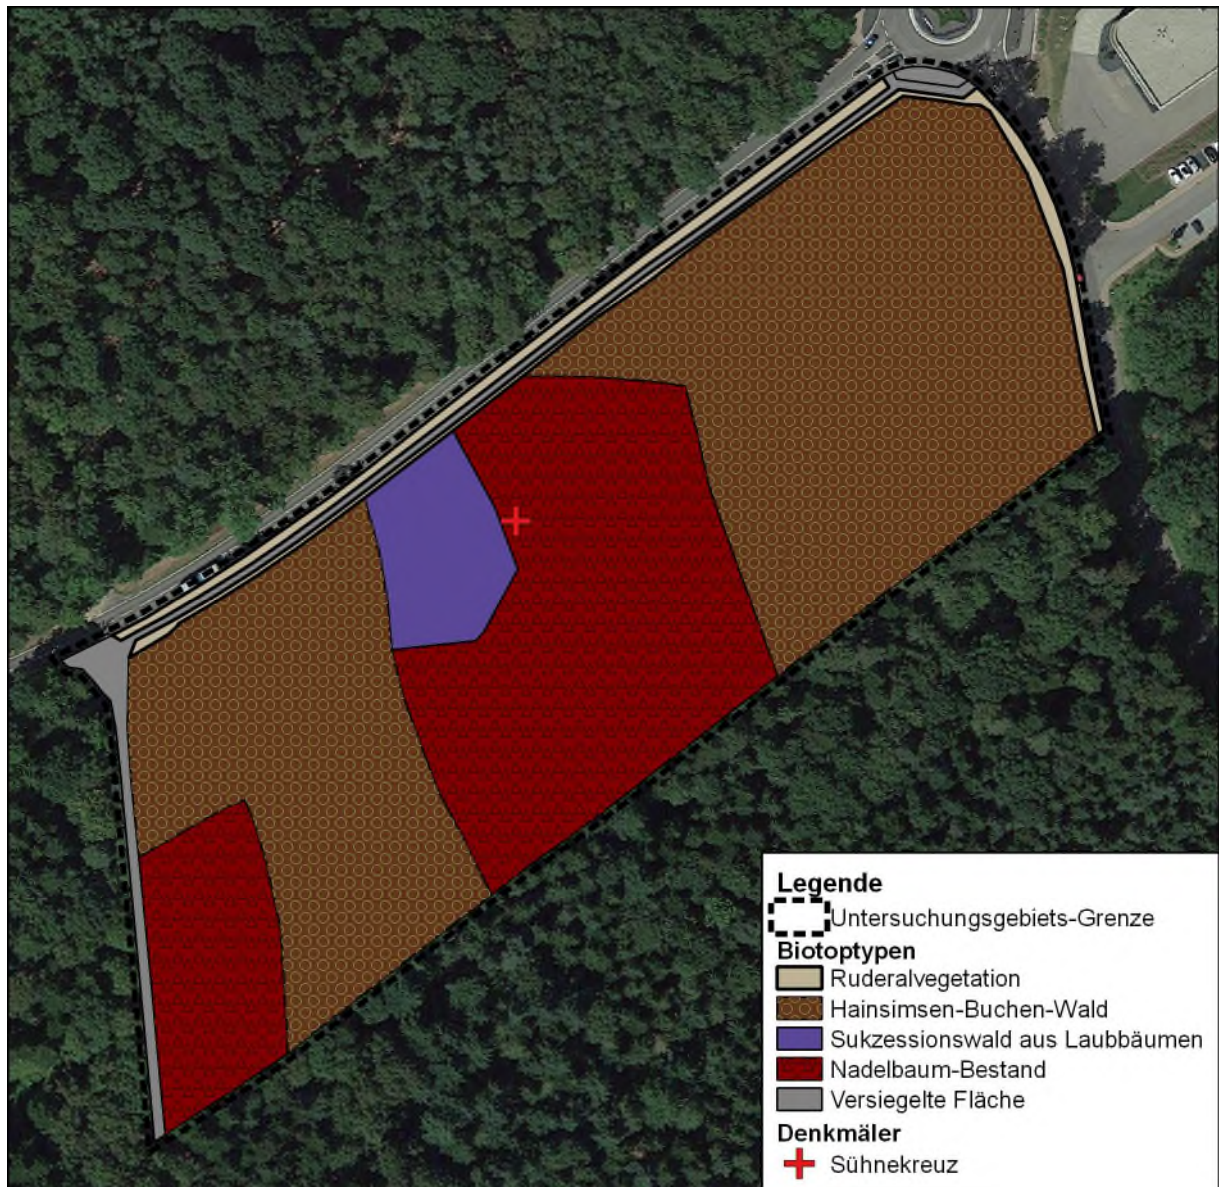 Legende
Untersuchungsgebiets-Grenze
Biotoptypen
Ruderalvegetation
Hainsimsen-Buchen-Wald
Sukzessionswald aus Laubbäumen
Nadelbaum-Bestand
Versiegelte Fläche
Denkmäler
Sühnekreuz